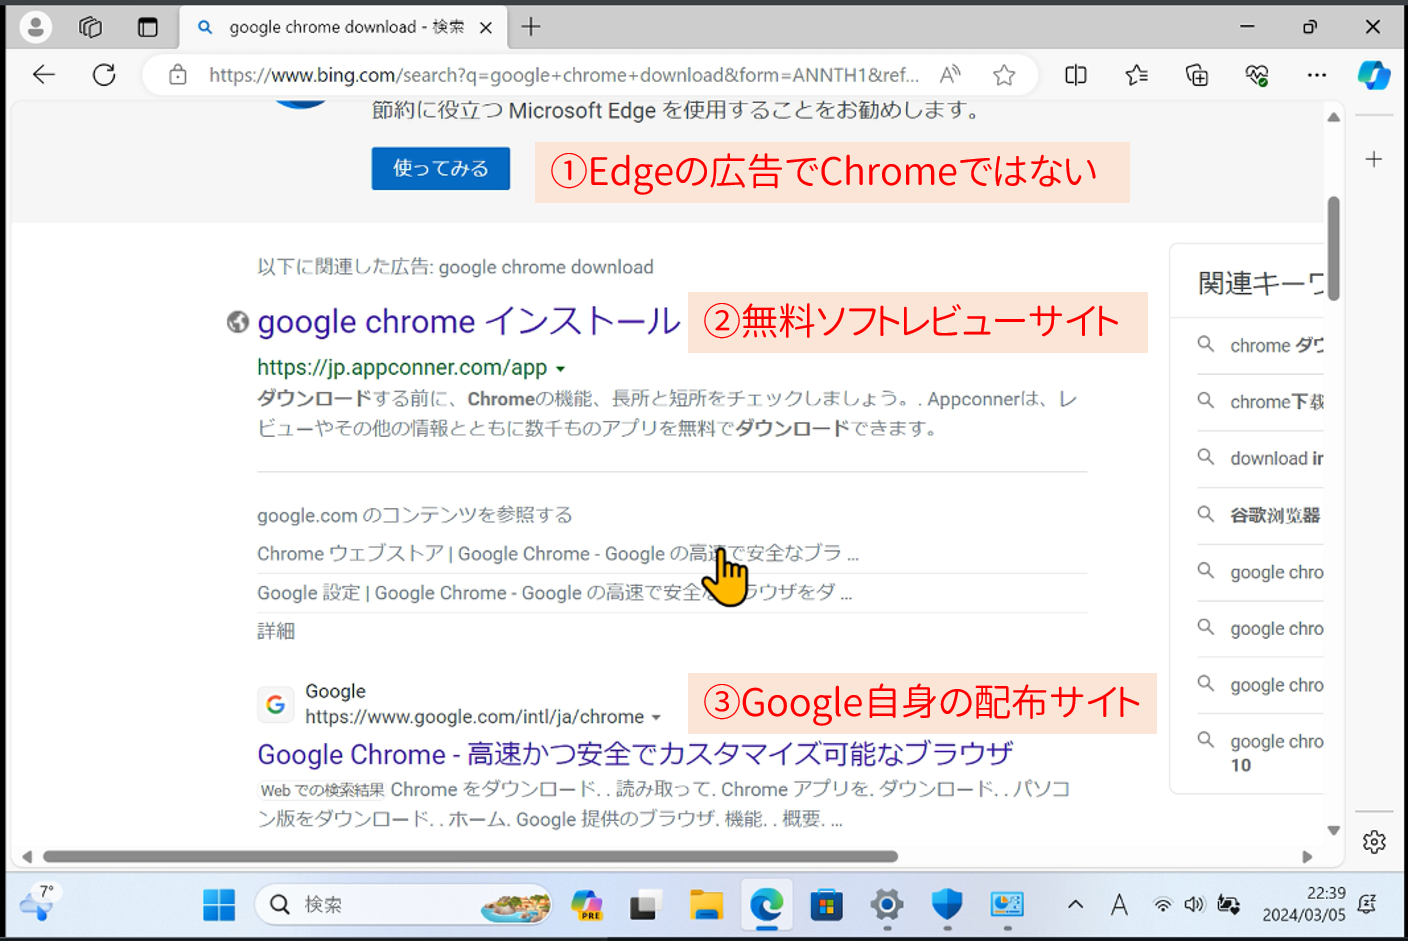 google chrome download - 検索
https://www.bing.com/search?q=google+chrome+download&form=ANNTH1&ref...
節約に役立つ Microsoft Edge を使用することをお勧めします。
使ってみる
①Edgeの広告でChromeではない
以下に関連した広告: google chrome download
google chrome インストール
②無料ソフトレビューサイト
https://jp.appconner.com/app
ダウンロードする前に、Chromeの機能、長所と短所をチェックしましょう。. Appconnerは、レ
ビューやその他の情報とともに数千ものアプリを無料でダウンロードできます。
google.com のコンテンツを参照する
Chrome ウェブストア | Google Chrome - Google の高速で安全なブラ ...
Google 設定 | Google Chrome - Google の高速で安全なブラウザをダ ...
詳細
Google
https://www.google.com/intl/ja/chrome
③Google自身の配布サイト
Google Chrome - 高速かつ安全でカスタマイズ可能なブラウザ
Web での検索結果 Chrome をダウンロード. . 読み取って. Chrome アプリを. ダウンロード. . パソコ
ン版をダウンロード. . ホーム. Google 提供のブラウザ. 機能. . 概要. ...
関連キーワ
chrome ダウ
chrome下载
download in
谷歌浏览器
google chro
google chro
google chro
google chro
10
7°
検索
PRE
A
22:39
2024/03/05